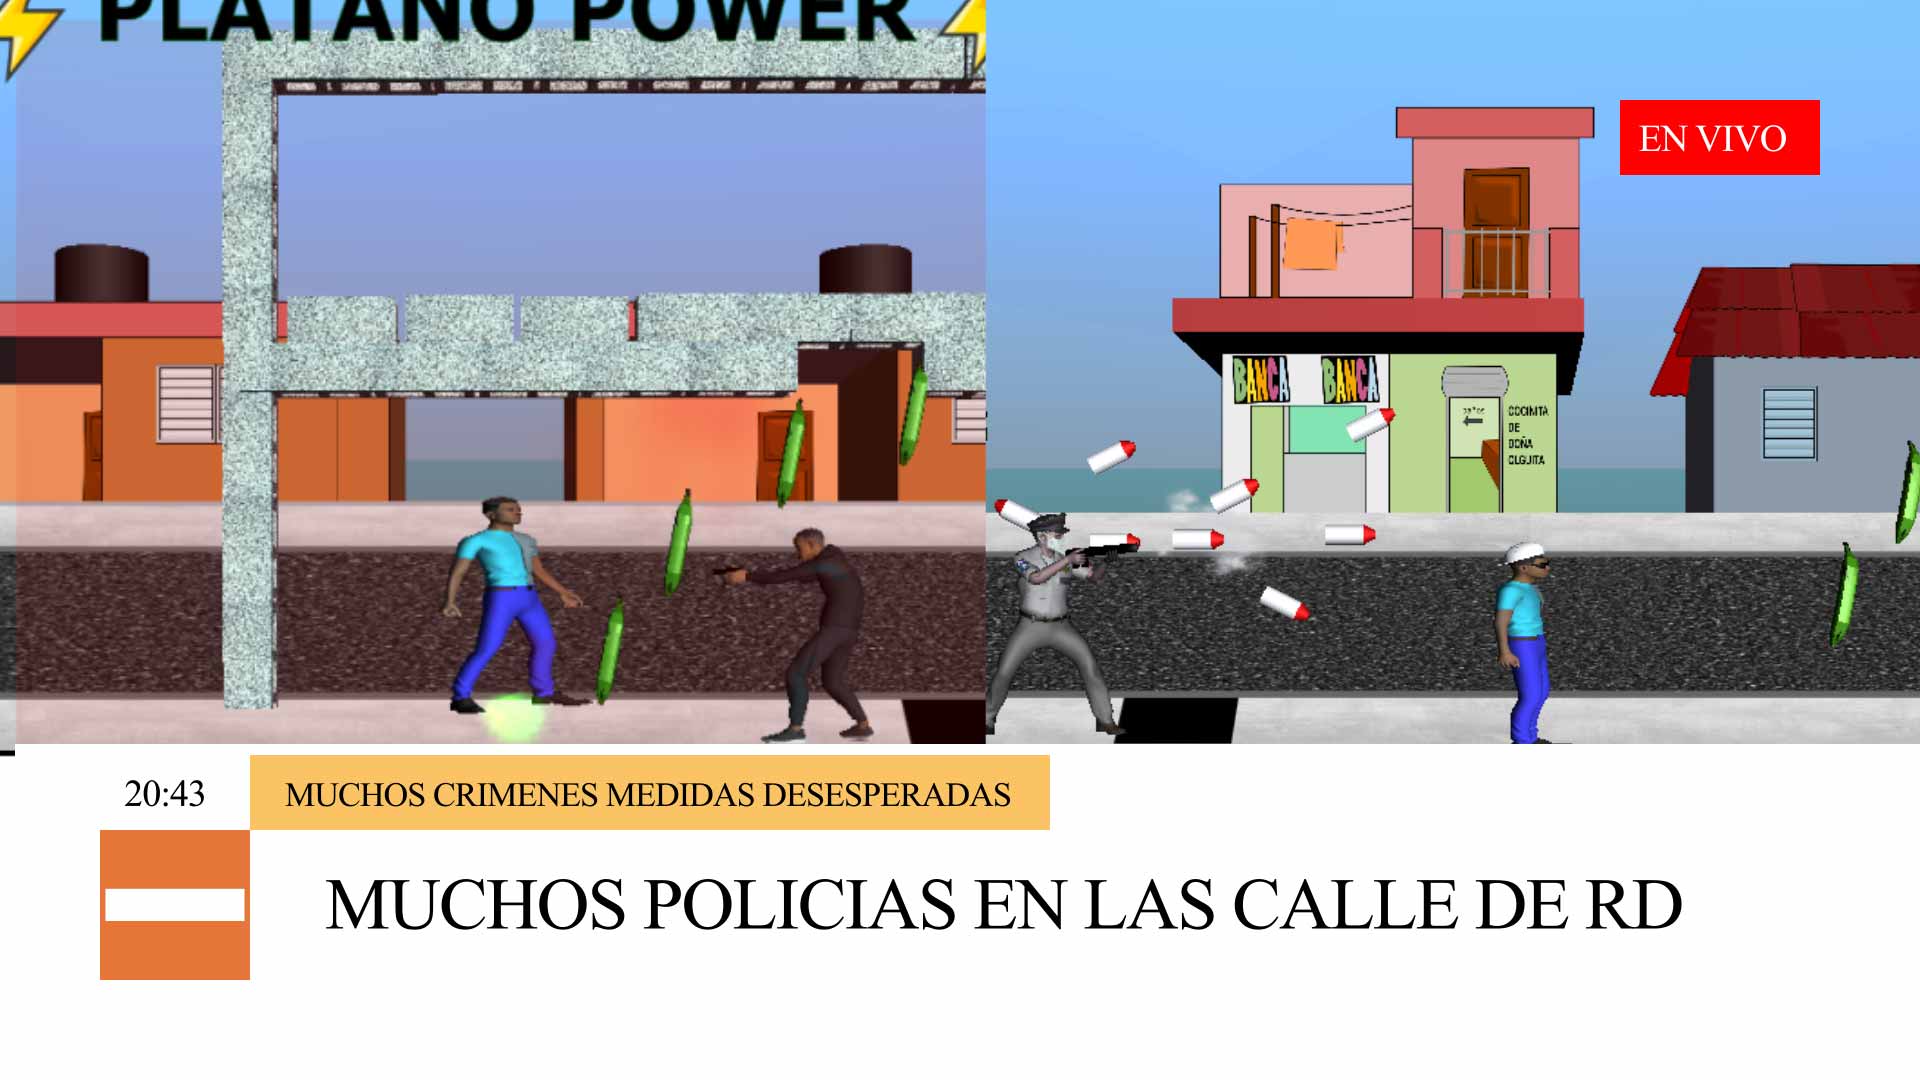 PLATANO POWER
EN VIVO
BANCA BANCA
COCINITA
DE
DOÑA
OLGUITA
20:43
MUCHOS CRIMENES MEDIDAS DESESPERADAS
MUCHOS POLICIAS EN LAS CALLE DE RD